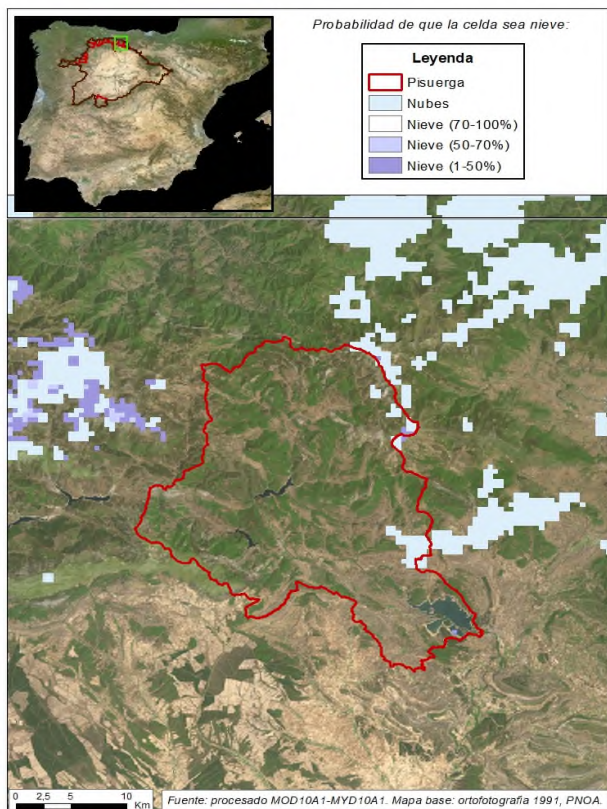 Probabilidad de que la celda sea nieve:
Leyenda
Pisuerga
Nubes
Nieve (70-100%)
Nieve (50-70%)
Nieve (1-50%)
0 2,5 5 10
Km
Fuente: procesado MOD10A1-MYD10A1. Mapa base: ortofotografia 1991, PNOA